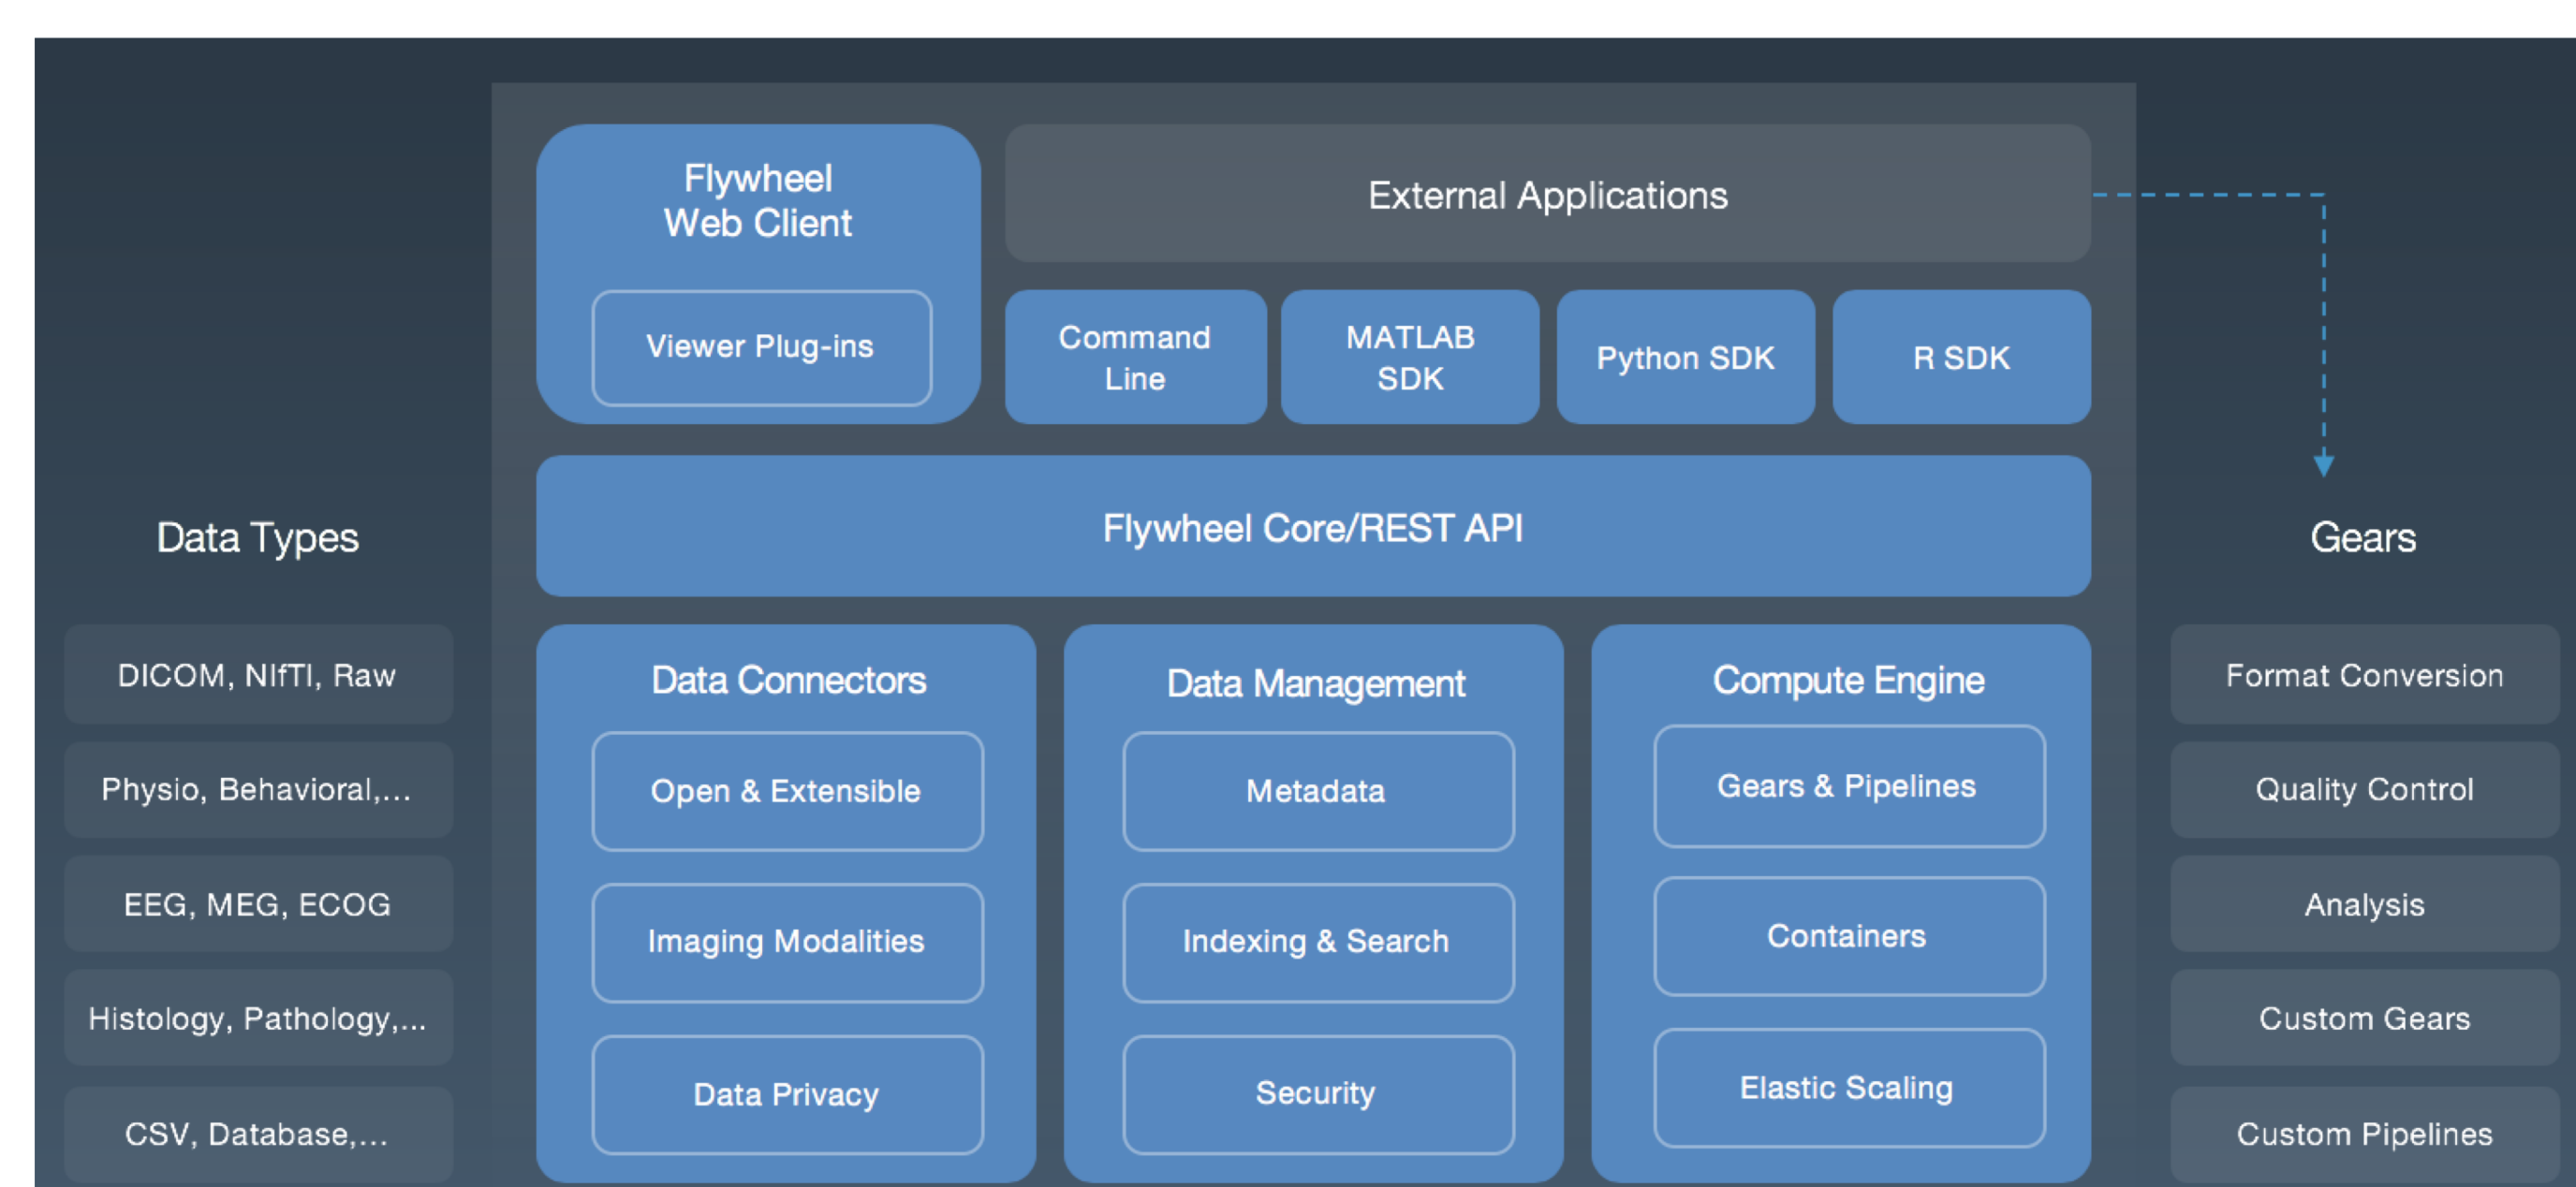 Flywheel
Web Client
Viewer Plug-ins
External Applications
Command
Line
MATLAB
SDK
Python SDK
R SDK
Flywheel Core/REST API
Data Types
DICOM, NIfTI, Raw
Physio, Behavioral,...
EEG, MEG, ECOG
Histology, Pathology,...
CSV, Database,...
Data Connectors
Open & Extensible
Imaging Modalities
Data Privacy
Data Management
Metadata
Indexing & Search
Security
Compute Engine
Gears & Pipelines
Containers
Elastic Scaling
Gears
Format Conversion
Quality Control
Analysis
Custom Gears
Custom Pipelines